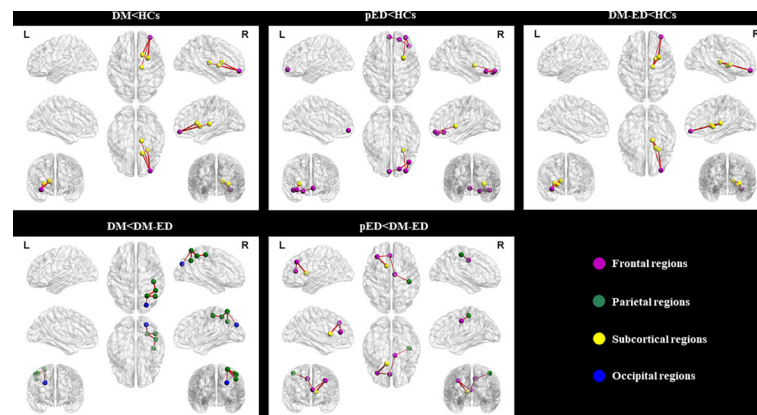 DM<HCs
pED<HCs
DM-ED<HCs
L
R
L
R
L
R
DM<DM-ED
pED<DM-ED
L
R
L
R
Frontal regions
Parietal regions
Subcortical regions
Occipital regions